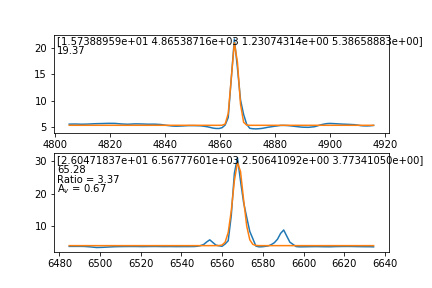 [1.57388959e+01 4.86538716e+03 1.23074314e+00 5.38658883e+00]
19.37
20
15
10
5
4800 4820 4840 4860 4880 4900 4920
[2.60471837e+01 6.56777601e+03 2.50641092e+00 3.77341050e+00]
65.28
Ratio = 3.37
Aᵥ = 0.67
30
20
10
6480 6500 6520 6540 6560 6580 6600 6620 6640